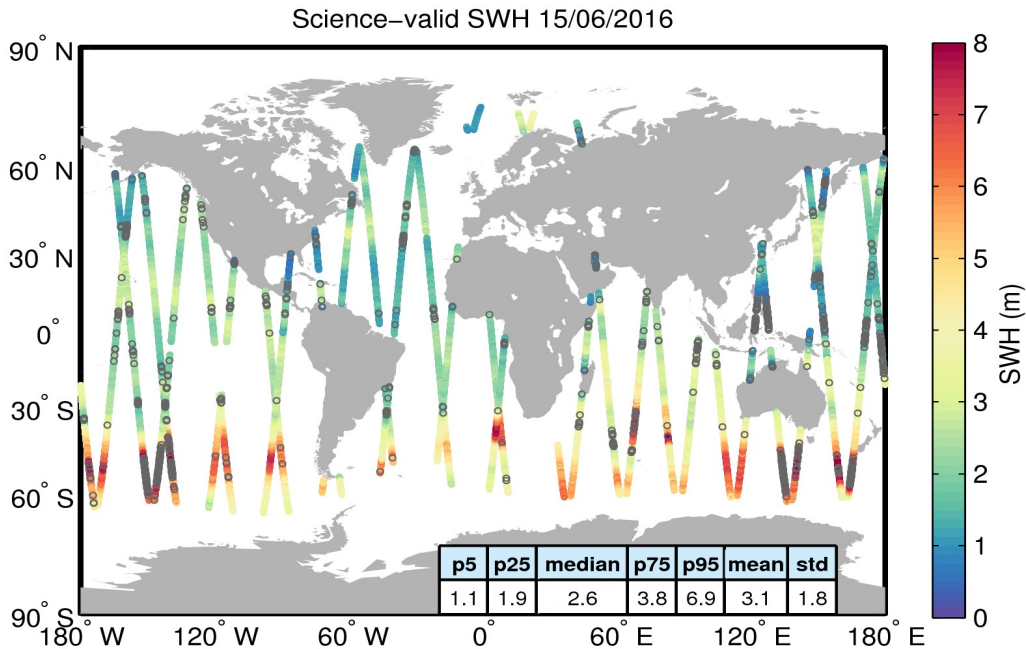 Science−valid SWH 15/06/2016
90° N
60° N
30° N
0°
30° S
60° S
90° S
180° W
120° W
60° W
0°
60° E
120° E
180° E
p5 p25 median p75 p95 mean std
1.1 1.9 2.6 3.8 6.9 3.1 1.8
8
7
6
5
4
3
2
1
0
SWH (m)